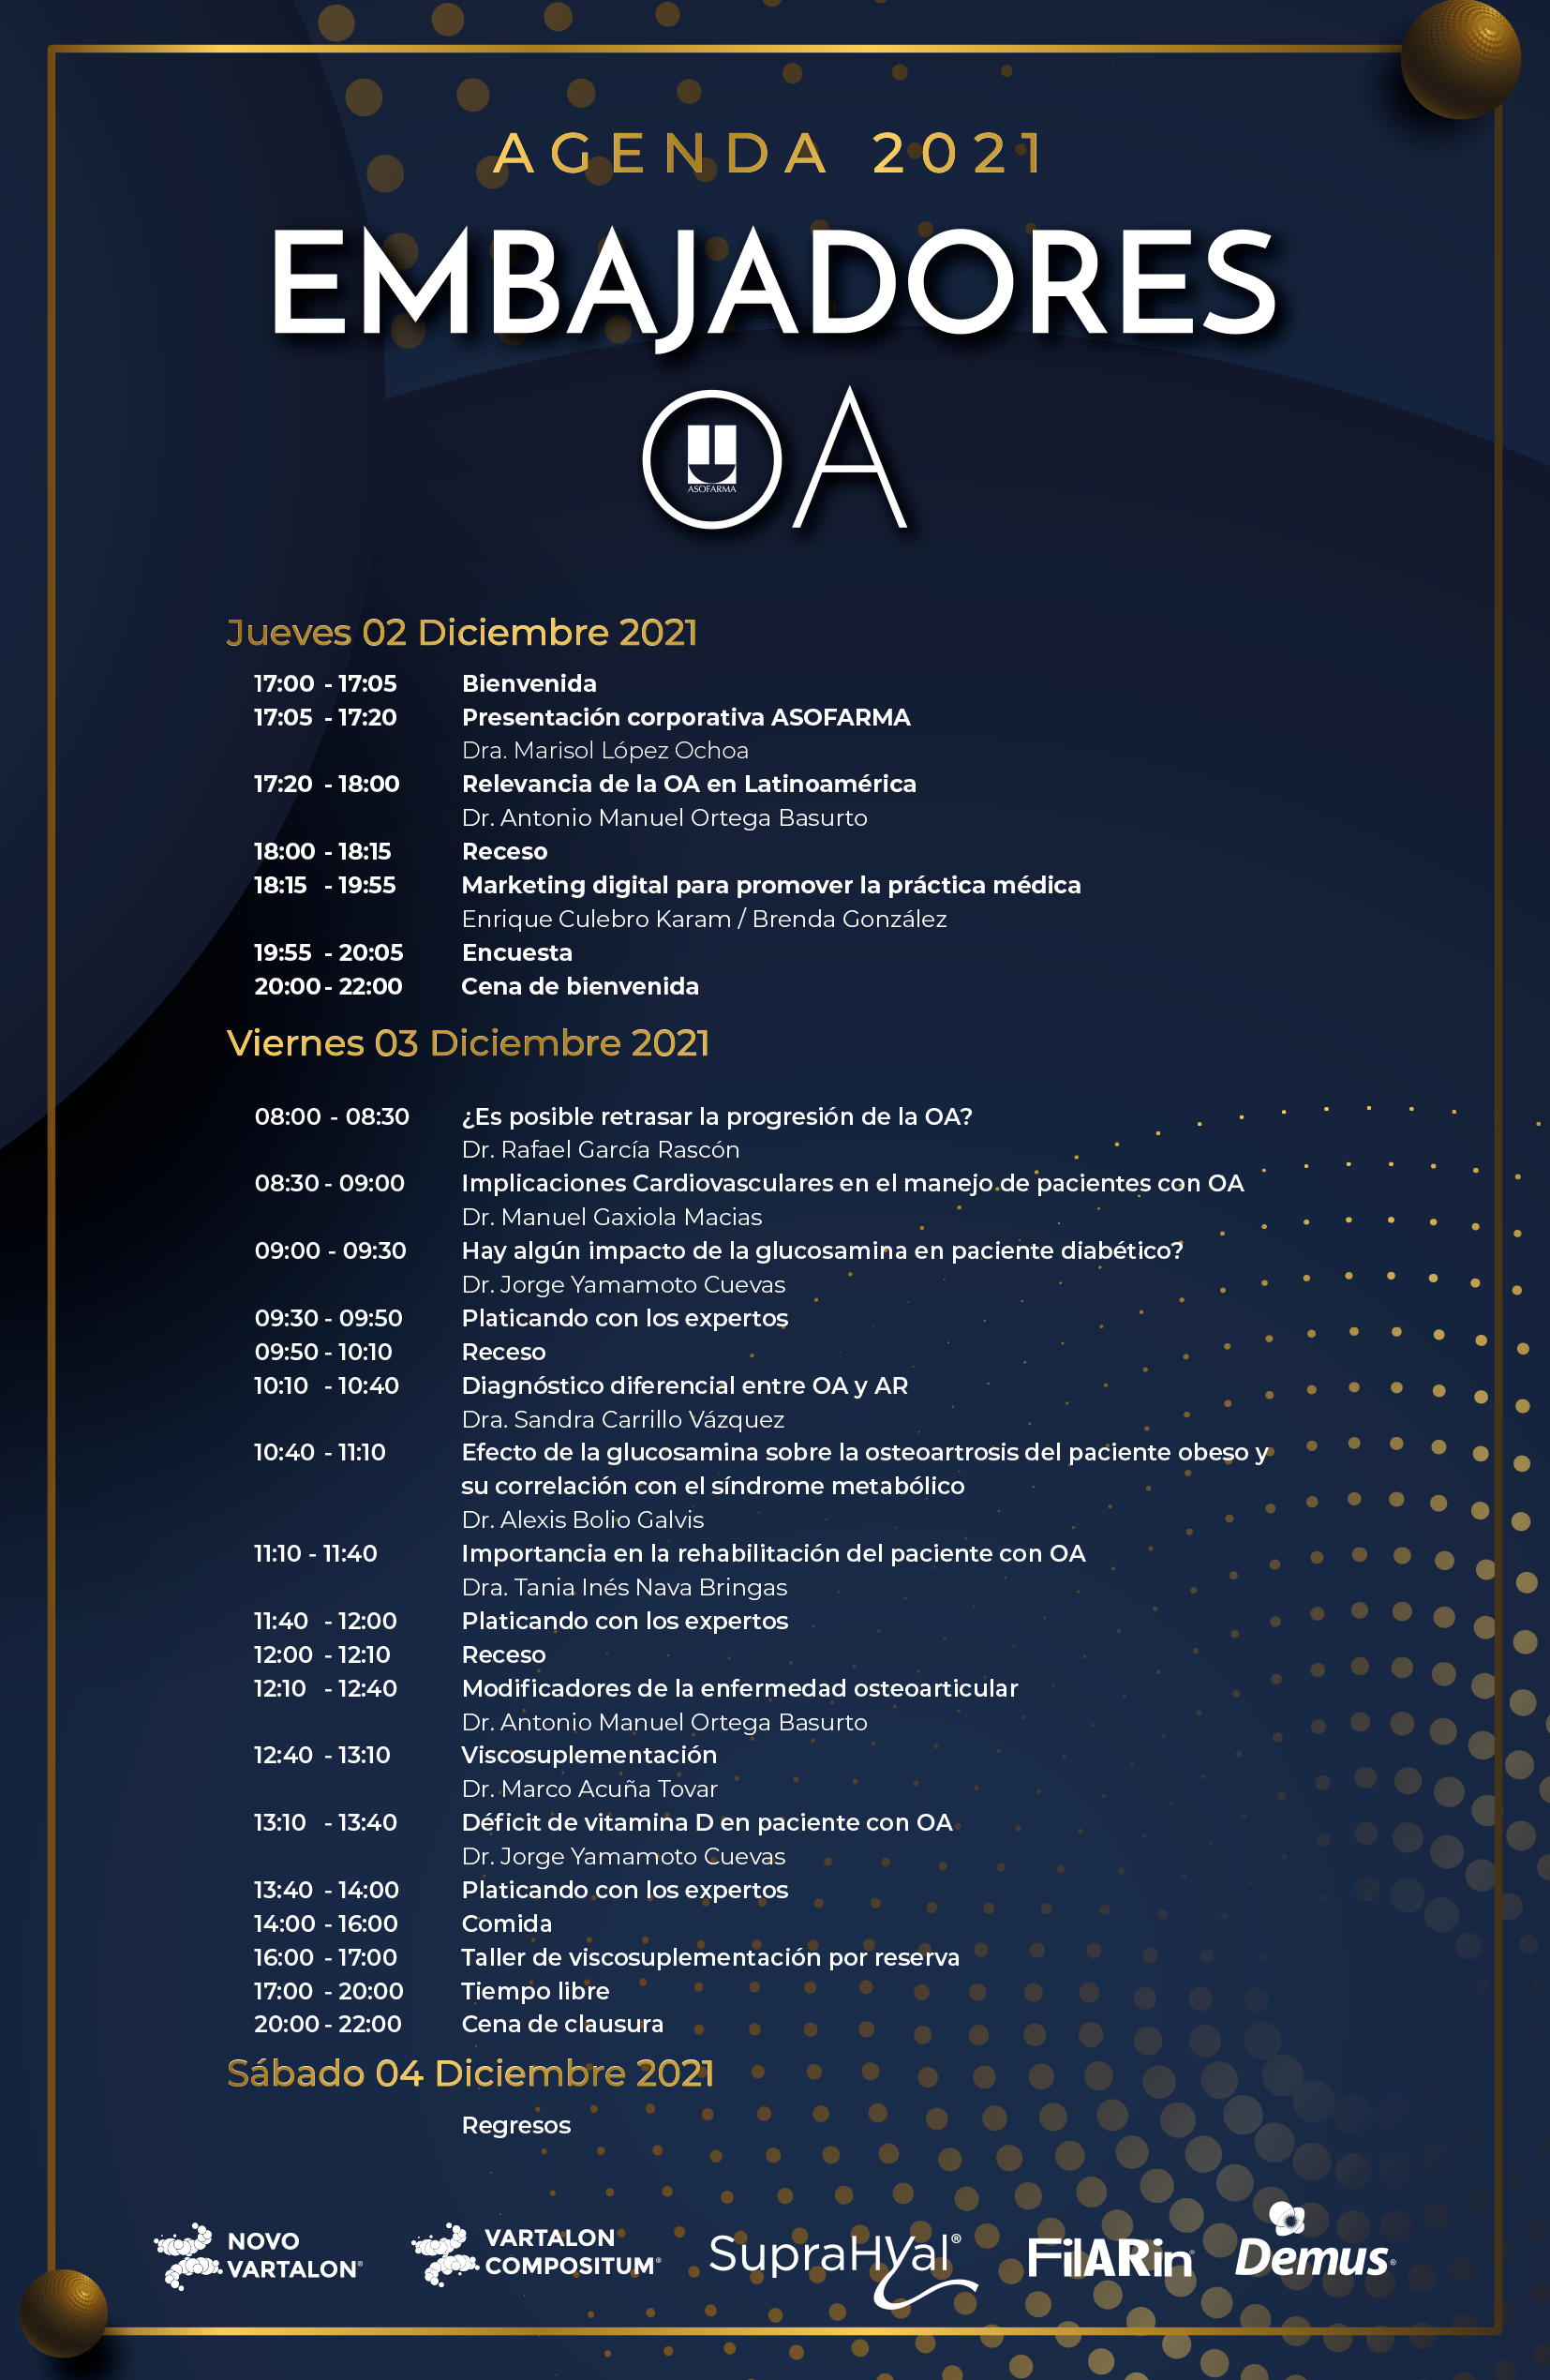 AGENDA 2021
EMBAJADORES
OA
ASOFARMA
Jueves 02 Diciembre 2021
17:00 - 17:05 Bienvenida
17:05 - 17:20 Presentación corporativa ASOFARMA
Dra. Marisol López Ochoa
17:20 - 18:00 Relevancia de la OA en Latinoamérica
Dr. Antonio Manuel Ortega Basurto
18:00 - 18:15 Receso
18:15 - 19:55 Marketing digital para promover la práctica médica
Enrique Culebro Karam / Brenda González
19:55 - 20:05 Encuesta
20:00 - 22:00 Cena de bienvenida
Viernes 03 Diciembre 2021
08:00 - 08:30 ¿Es posible retrasar la progresión de la OA?
Dr. Rafael García Rascón
08:30 - 09:00 Implicaciones Cardiovasculares en el manejo de pacientes con OA
Dr. Manuel Gaxiola Macias
09:00 - 09:30 Hay algún impacto de la glucosamina en paciente diabético?
Dr. Jorge Yamamoto Cuevas
09:30 - 09:50 Platicando con los expertos
09:50 - 10:10 Receso
10:10 - 10:40 Diagnóstico diferencial entre OA y AR
Dra. Sandra Carrillo Vázquez
10:40 - 11:10 Efecto de la glucosamina sobre la osteoartrosis del paciente obeso y
su correlación con el síndrome metabólico
Dr. Alexis Bolio Galvis
11:10 - 11:40 Importancia en la rehabilitación del paciente con OA
Dra. Tania Inés Nava Bringas
11:40 - 12:00 Platicando con los expertos
12:00 - 12:10 Receso
12:10 - 12:40 Modificadores de la enfermedad osteoarticular
Dr. Antonio Manuel Ortega Basurto
12:40 - 13:10 Viscosuplementación
Dr. Marco Acuña Tovar
13:10 - 13:40 Déficit de vitamina D en paciente con OA
Dr. Jorge Yamamoto Cuevas
13:40 - 14:00 Platicando con los expertos
14:00 - 16:00 Comida
16:00 - 17:00 Taller de viscosuplementación por reserva
17:00 - 20:00 Tiempo libre
20:00 - 22:00 Cena de clausura
Sábado 04 Diciembre 2021
Regresos
NOVO
VARTALON®
VARTALON
COMPOSITUM®
SupraHyal®
FilARin®
Demus®